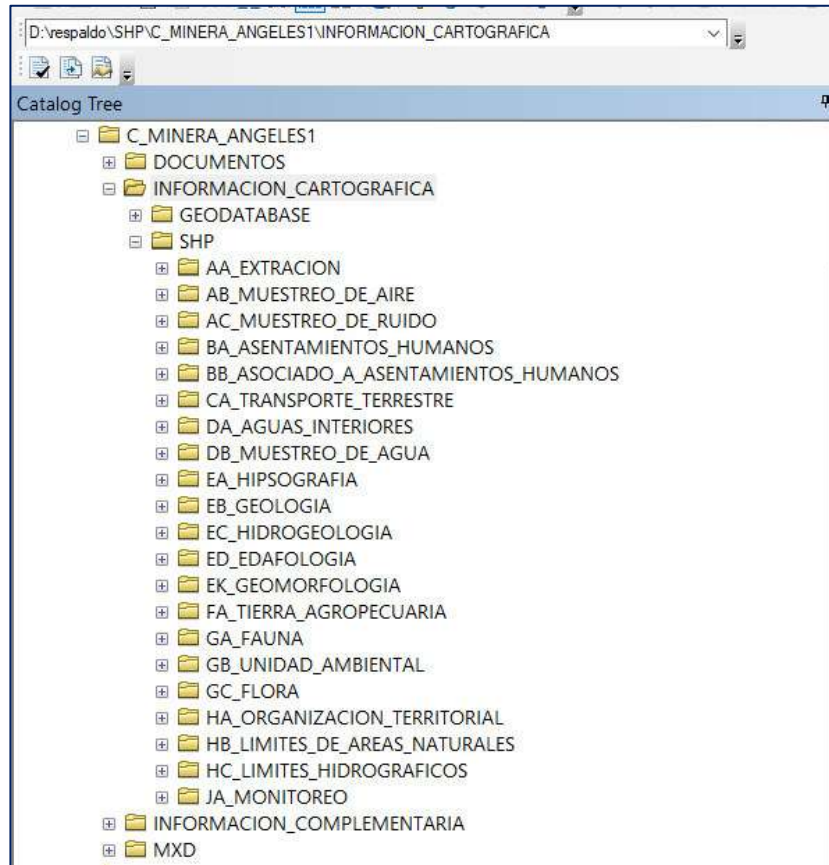 D:\respaldo\SHP\C_MINERA_ANGELES1\INFORMACION_CARTOGRAFICA
Catalog Tree
C_MINERA_ANGELES1
DOCUMENTOS
INFORMACION_CARTOGRAFICA
GEODATABASE
SHP
AA_EXTRACION
AB_MUESTREO_DE_AIRE
AC_MUESTREO_DE_RUIDO
BA_ASENTAMIENTOS_HUMANOS
BB_ASOCIADO_A_ASENTAMIENTOS_HUMANOS
CA_TRANSPORTE_TERRESTRE
DA_AGUAS_INTERIORES
DB_MUESTREO_DE_AGUA
EA_HIPSOGRAFIA
EB_GEOLOGIA
EC_HIDROGEOLOGIA
ED_EDAFOLOGIA
EK_GEOMORFOLOGIA
FA_TIERRA_AGROPECUARIA
GA_FAUNA
GB_UNIDAD_AMBIENTAL
GC_FLORA
HA_ORGANIZACION_TERRITORIAL
HB_LIMITES_DE_AREAS_NATURALES
HC_LIMITES_HIDROGRAFICOS
JA_MONITOREO
INFORMACION_COMPLEMENTARIA
MXD